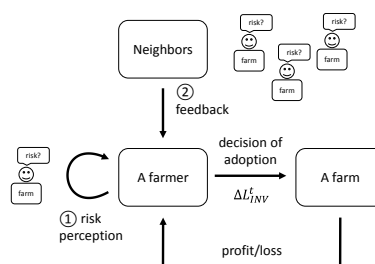 risk?
farm
risk?
farm
risk?
farm
Neighbors
② feedback
risk?
farm
A farmer
decision of
adoption
ΔL^t_INV
A farm
① risk
perception
profit/loss